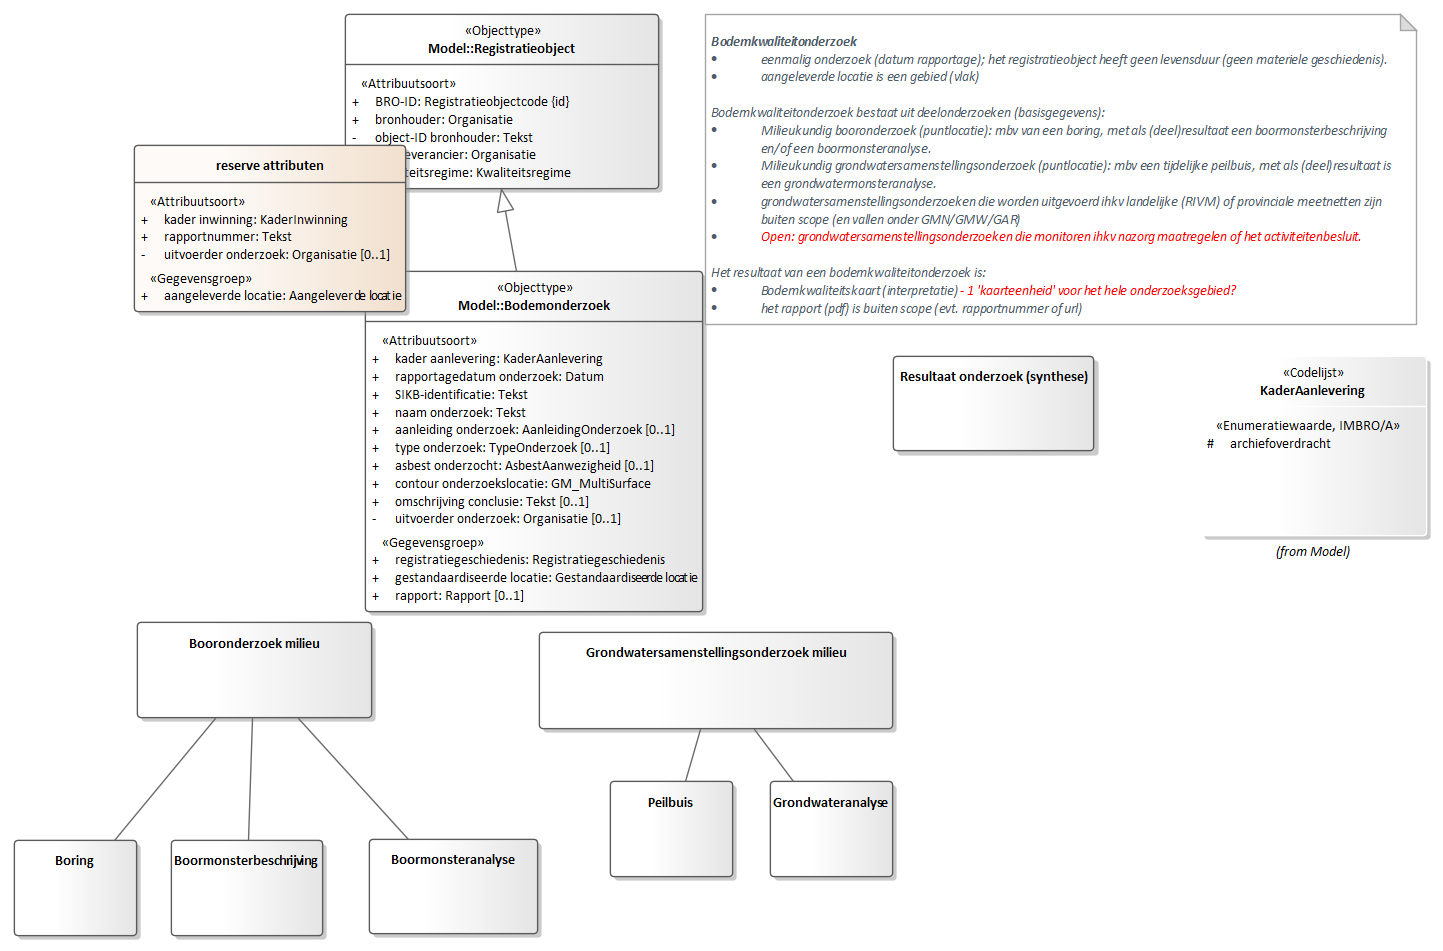 «Objecttype»
Model::Registratieobject
«Attribuutsoort»
+ BRO-ID: Registratieobjectcode {id}
+ bronhouder: Organisatie
- object-ID bronhouder: Tekst
everancier: Organisatie
teitsregime: Kwaliteitsregime
reserve attributen
«Attribuutsoort»
+ kader inwinning: KaderInwinning
+ rapportnummer: Tekst
- uitvoerder onderzoek: Organisatie [0..1]
«Gegevensgroep»
+ aangeleverde locatie: Aangeleverde locatie
«Objecttype»
Model::Bodemonderzoek
«Attribuutsoort»
+ kader aanlevering: KaderAanlevering
+ rapportagedatum onderzoek: Datum
+ SIKB-identificatie: Tekst
+ naam onderzoek: Tekst
+ aanleiding onderzoek: AanleidingOnderzoek [0..1]
+ type onderzoek: TypeOnderzoek [0..1]
+ asbest onderzocht: AsbestAanwezigheid [0..1]
+ contour onderzoekslocatie: GM_MultiSurface
+ omschrijving conclusie: Tekst [0..1]
- uitvoerder onderzoek: Organisatie [0..1]
«Gegevensgroep»
+ registratiegeschiedenis: Registratiegeschiedenis
+ gestandaardiseerde locatie: Gestandaardiseerde locatie
+ rapport: Rapport [0..1]
Bodemkwaliteitonderzoek
• eenmalig onderzoek (datum rapportage); het registratieobject heeft geen levensduur (geen materiele geschiedenis).
• aangeleverde locatie is een gebied (vlak)
Bodemkwaliteitonderzoek bestaat uit deelonderzoeken (basisgegevens):
• Milieukundig booronderzoek (puntlocatie): mbv van een boring, met als (deel)resultaat een boormonsterbeschrijving
en/of een boormonsteranalyse.
• Milieukundig grondwatersamenstellingsonderzoek (puntlocatie): mbv een tijdelijke peilbuis, met als (deel)resultaat is
een grondwatermonsteranalyse.
• grondwatersamenstellingsonderzoeken die worden uitgevoerd ihkv landelijke (RIVM) of provinciale meetnetten zijn
buiten scope (en vallen onder GMN/GMW/GAR)
• Open: grondwatersamenstellingsonderzoeken die monitoren ihkv nazorg maatregelen of het activiteitenbesluit.
Het resultaat van een bodemkwaliteitonderzoek is:
• Bodemkwaliteitskaart (interpretatie) - 1 'kaarteenheid' voor het hele onderzoeksgebied?
• het rapport (pdf) is buiten scope (evt. rapportnummer of url)
Resultaat onderzoek (synthese)
«Codelijst»
KaderAanlevering
«Enumeratiewaarde, IMBRO/A»
# archiefoverdracht
(from Model)
Booronderzoek milieu
Grondwatersamenstellingsonderzoek milieu
Peilbuis
Grondwateranalyse
Boring
Boormonsterbeschrijving
Boormonsteranalyse